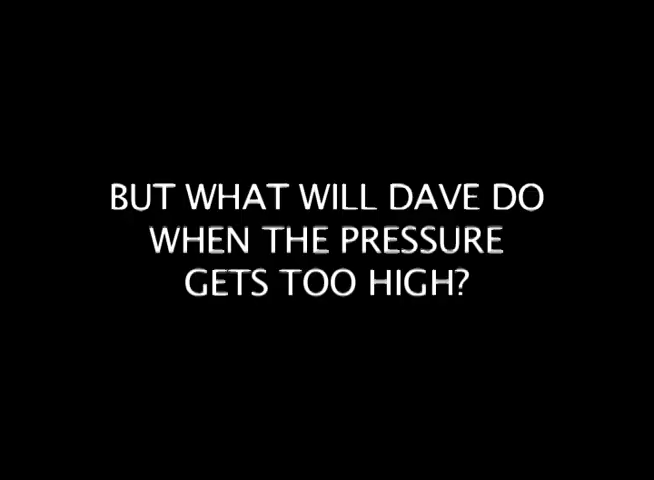 BUT WHAT WILL DAVE DO
WHEN THE PRESSURE
GETS TOO HIGH?